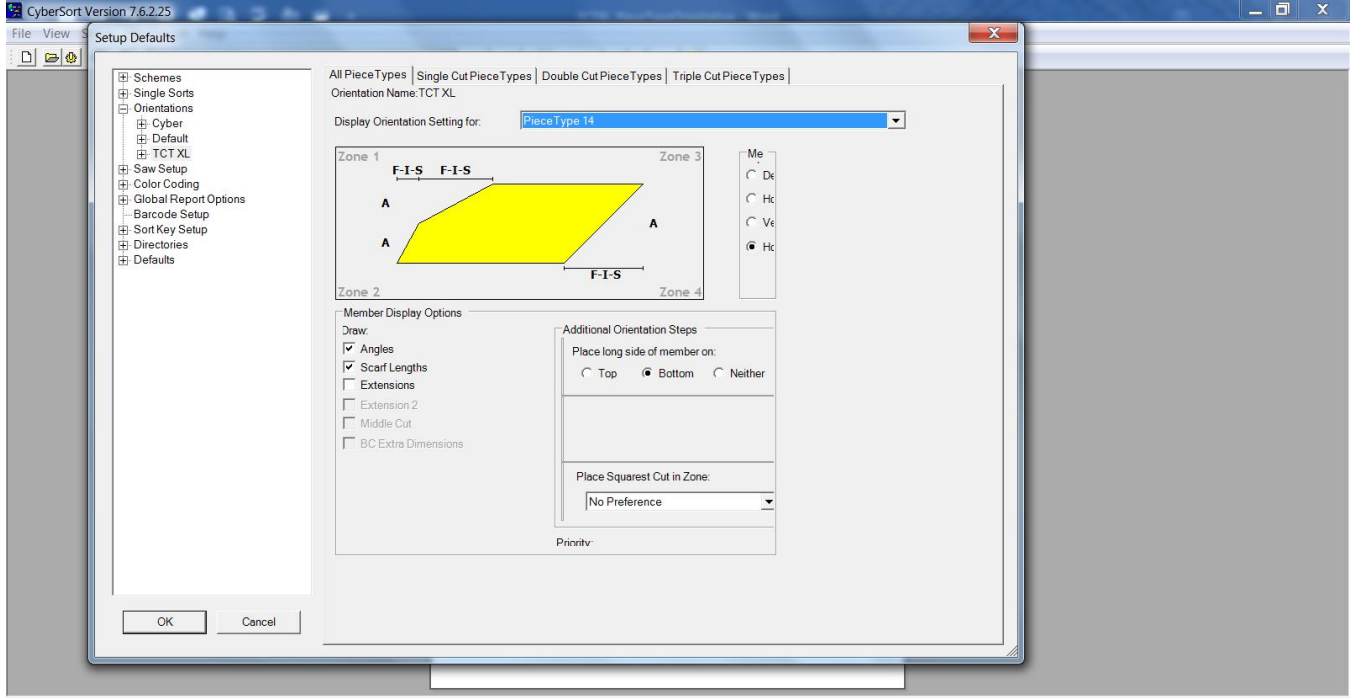 CyberSort Version 7.6.2.25
File View S
Setup Defaults
X
Schemes
Single Sorts
Orientations
Cyber
Default
TCT XL
Saw Setup
Color Coding
Global Report Options
Barcode Setup
Sort Key Setup
Directories
Defaults
OK Cancel
All PieceTypes Single Cut PieceTypes Double Cut PieceTypes Triple Cut PieceTypes
Orientation Name:TCT XL
Display Orientation Setting for: PieceType 14
Zone 1 Zone 3
F-I-S F-I-S
A
A
A
F-I-S
Zone 2 Zone 4
Me
De
Ho
Ve
Ho
Member Display Options
Draw:
Angles
Scarf Lengths
Extensions
Extension 2
Middle Cut
BC Extra Dimensions
Additional Orientation Steps
Place long side of member on:
Top Bottom Neither
Place Squarest Cut in Zone:
No Preference
Priority: